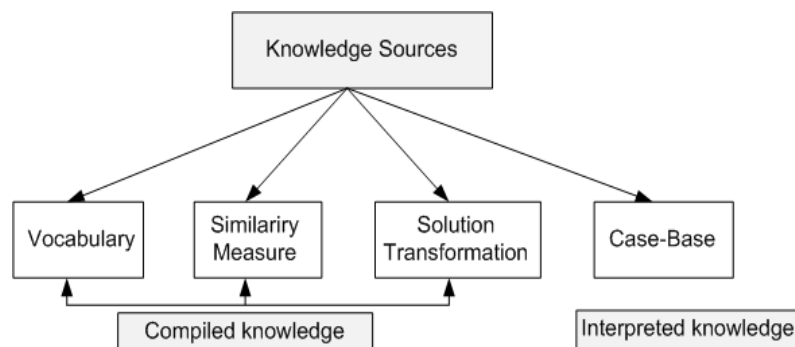 Knowledge Sources
Vocabulary
Similariry
Measure
Solution
Transformation
Case-Base
Compiled knowledge
Interpreted knowledge